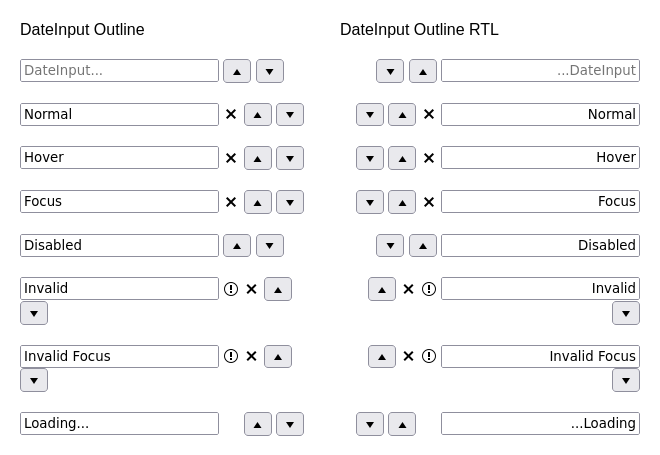 DateInput Outline
DateInput...
Normal
Hover
Focus
Disabled
Invalid
Invalid Focus
Loading...
DateInput Outline RTL
...DateInput
Normal
Hover
Focus
Disabled
Invalid
Invalid Focus
...Loading